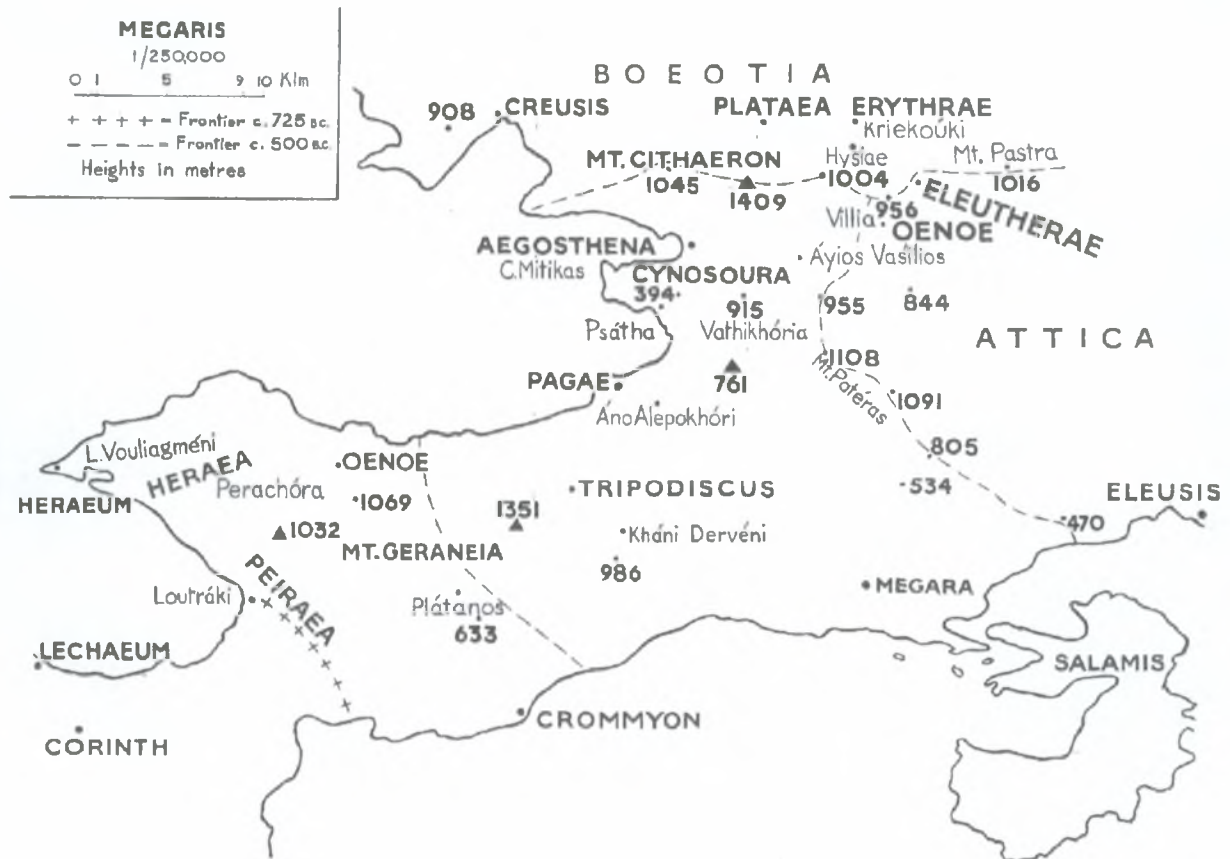 MEGARIS
1/250,000
0 1 5 9 10 Klm
+ + + + = Frontier c. 725 B.C.
– – – – = Frontier c. 500 B.C.
Heights in metres
BOEOTIA
908
CREUSIS
PLATAEA
ERYTHRAE
Kriekoúki
MT. CITHAERON
Hysiae
Mt. Pastra
1045
1004
1016
1409
956
ELEUTHERAE
Villia
OENOE
AEGOSTHENA
C. Mitikas
CYNOSOURA
Áyios Vasílios
394
915
955
844
Psátha
Vathikhória
ATTICA
1108
Mt. Patéras
PAGAE
761
1091
Áno Alepokhóri
805
L. Vouliagméni
HERAEA
OENOE
534
Perachóra
HERAEUM
1069
TRIPODISCUS
ELEUSIS
1351
470
1032
Kháni Dervéni
MT. GERANEIA
986
PEIRAEA
MEGARA
Loutráki
Plátanos
633
LECHAEUM
SALAMIS
CROMMYON
CORINTH